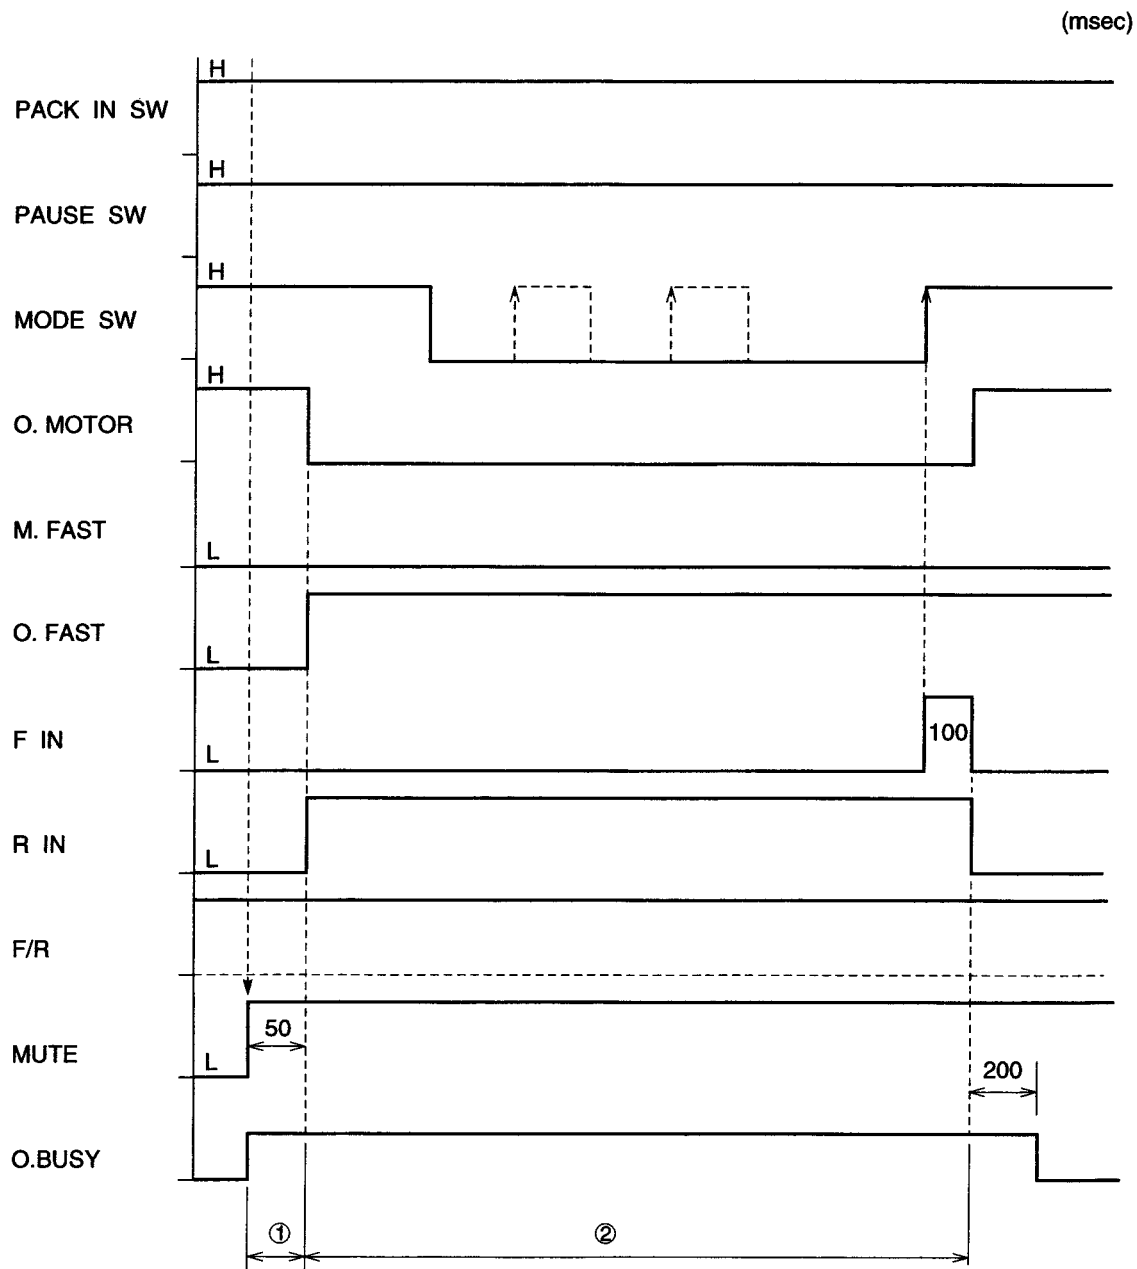 (msec)
H
PACK IN SW
H
PAUSE SW
H
MODE SW
H
O. MOTOR
M. FAST
L
O. FAST
L
F IN
100
L
R IN
L
F/R
50
MUTE
L
200
O.BUSY
① ②